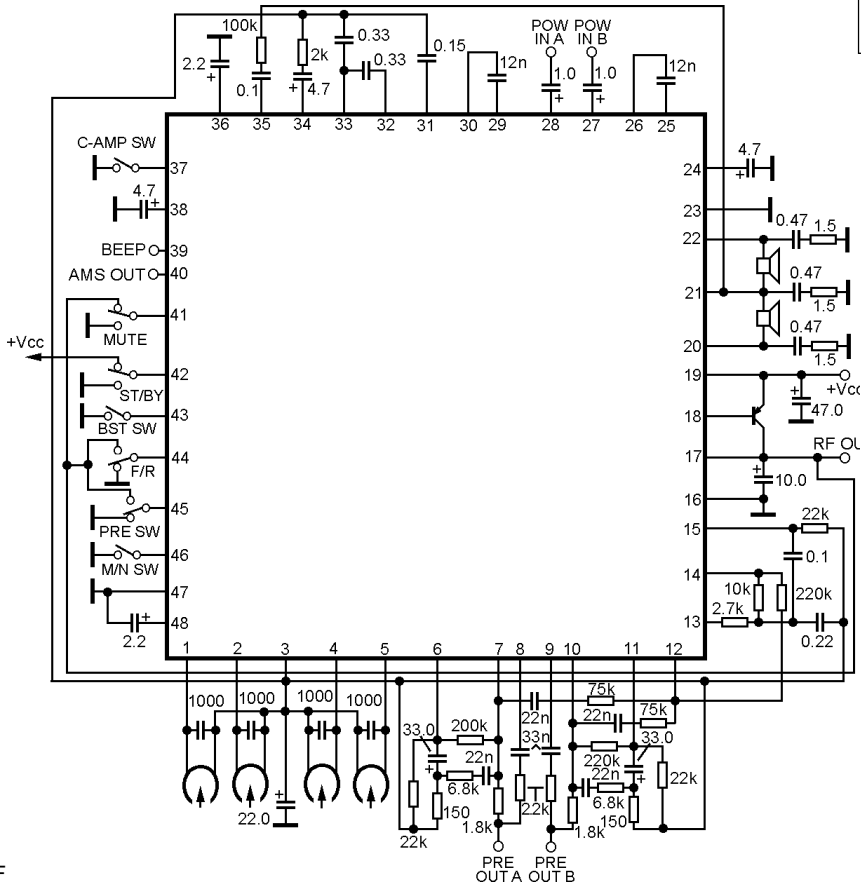 100k
2.2
+
0.1
2k
+
4.7
0.33
0.33
0.15
12n
POW
IN A
POW
IN B
1.0
+
1.0
+
12n
36 35 34 33 32 31 30 29 28 27 26 25
C-AMP SW
37
4.7
+
38
BEEP
39
AMS OUT
40
41
MUTE
+Vcc
42
ST/BY
43
BST SW
44
F/R
45
PRE SW
46
M/N SW
47
+
48
2.2
24
4.7
+
23
22
0.47
1.5
21
0.47
1.5
20
0.47
1.5
19
+Vcc
+
47.0
18
17
RF OU
+
10.0
16
15
22k
0.1
14
10k
220k
13
2.7k
0.22
1 2 3 4 5 6 7 8 9 10 11 12
1000
1000
1000
1000
+
22.0
33.0
+
200k
22n
6.8k
150
22k
1.8k
22n
75k
33n
2.2k
22n
75k
220k
33.0
+
22n
6.8k
150
22k
1.8k
PRE
OUT A
PRE
OUT B